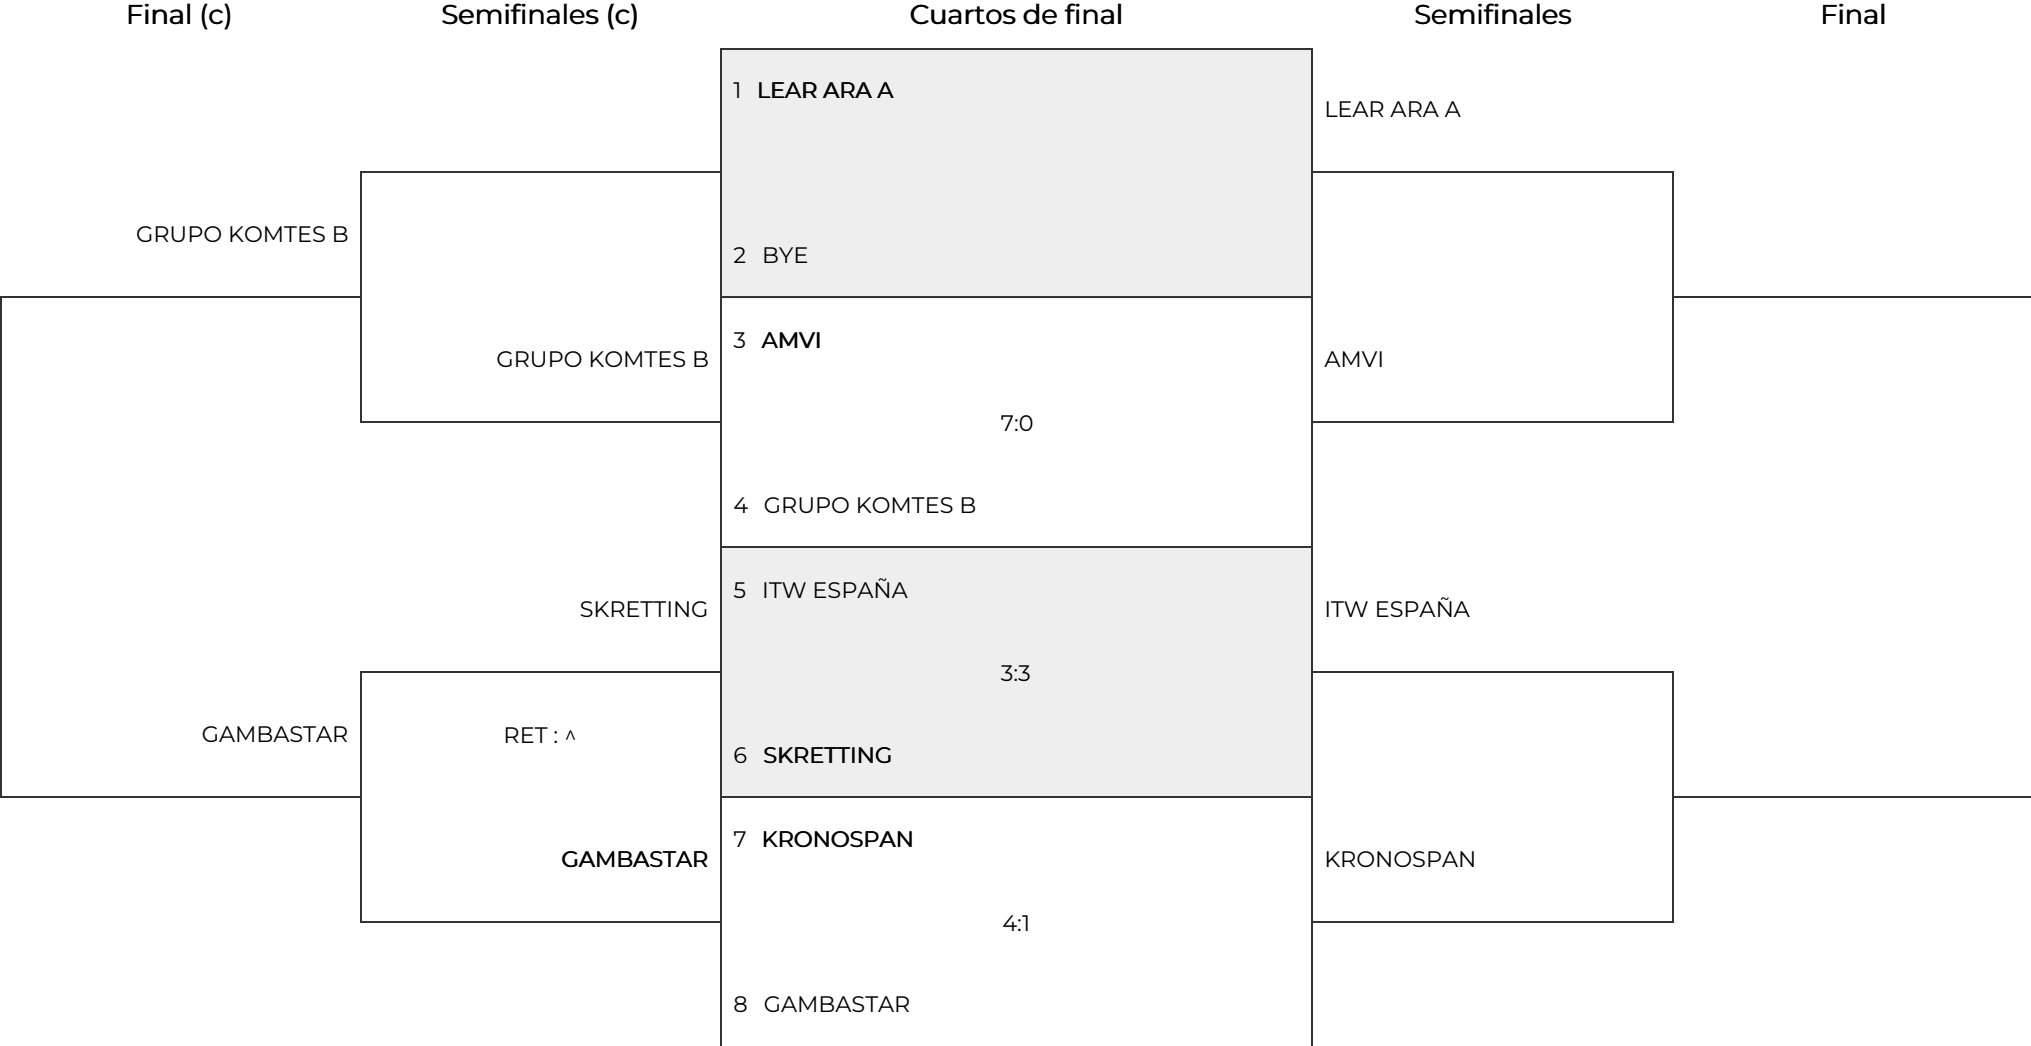 Final (c) Semifinales (c) Cuartos de final Semifinales Final
1 LEAR ARA A
LEAR ARA A
GRUPO KOMTES B
2 BYE
3 AMVI
GRUPO KOMTES B
AMVI
7:0
4 GRUPO KOMTES B
5 ITW ESPAÑA
SKRETTING
ITW ESPAÑA
3:3
GAMBASTAR
RET : ^
6 SKRETTING
7 KRONOSPAN
GAMBASTAR
KRONOSPAN
4:1
8 GAMBASTAR